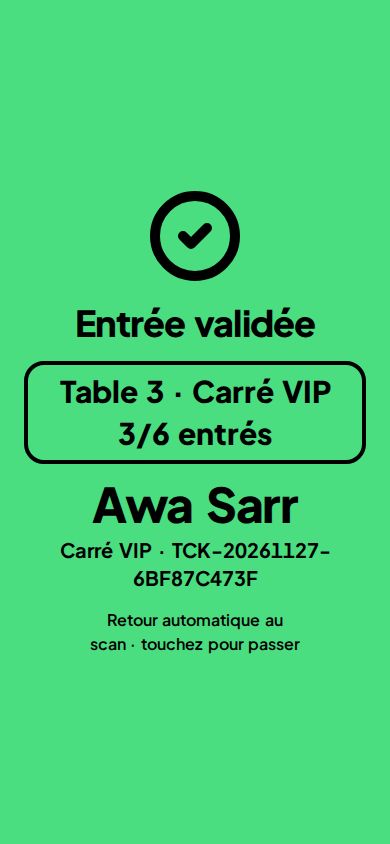 Entrée validée
Table 3 · Carré VIP
3/6 entrés
Awa Sarr
Carré VIP · TCK-20261127-
6BF87C473F
Retour automatique au
scan · touchez pour passer